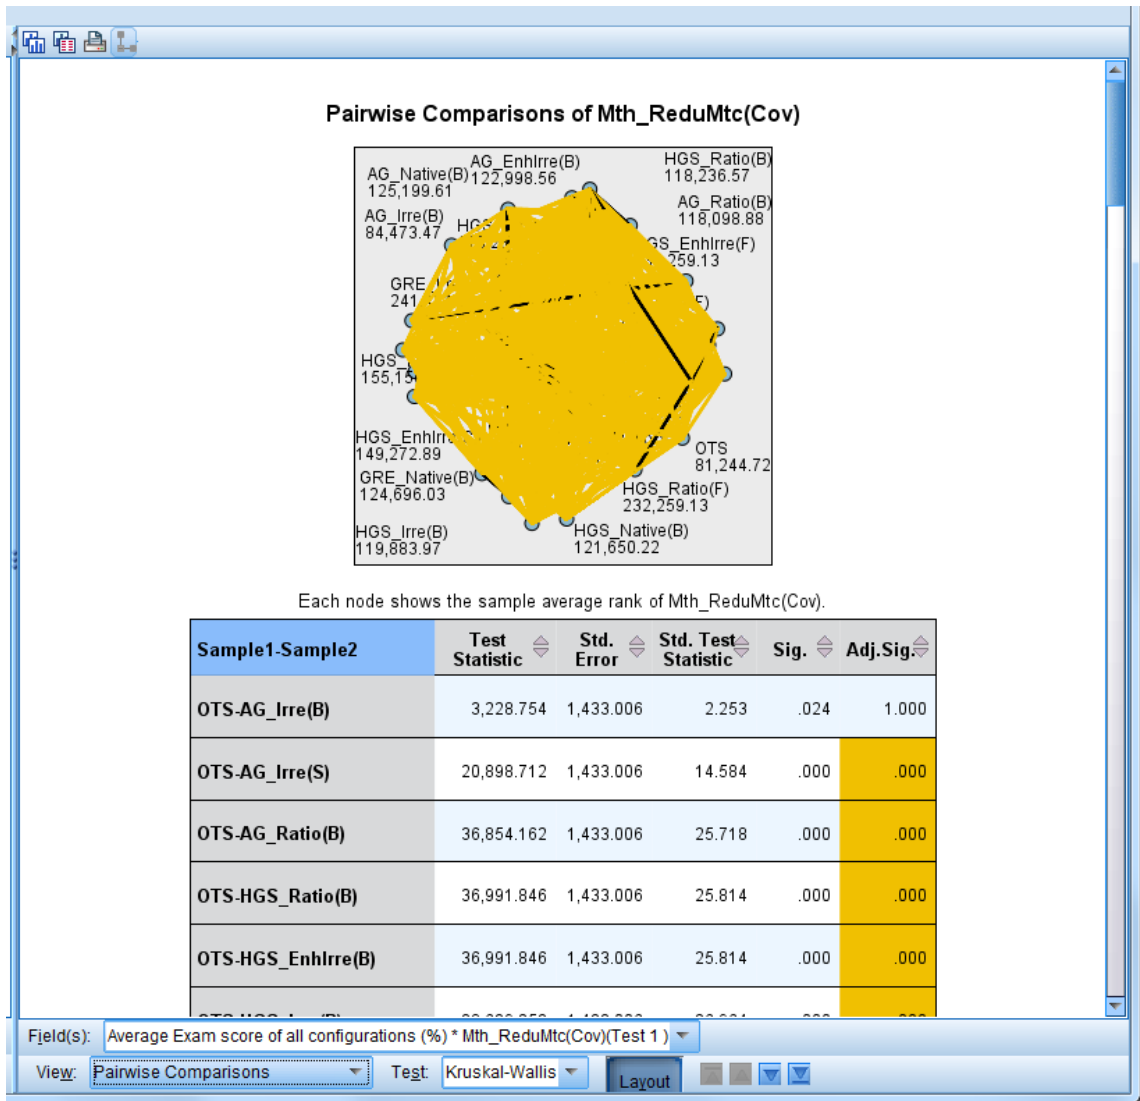 Pairwise Comparisons of Mth_ReduMtc(Cov)
AG_EnhIrre(B)
122,998.56
HGS_Ratio(B)
118,236.57
AG_Native(B)
125,199.61
AG_Ratio(B)
118,098.88
AG_Irre(B)
84,473.47
HGS
GS_EnhIrre(F)
259.13
GRE
241
F)
HGS_
155,15
HGS_EnhIrre
149,272.89
OTS
81,244.72
GRE_Native(B)
124,696.03
HGS_Ratio(F)
232,259.13
HGS_Irre(B)
119,883.97
HGS_Native(B)
121,650.22
Each node shows the sample average rank of Mth_ReduMtc(Cov).
Sample1-Sample2 Test Statistic Std. Error Std. Test Statistic Sig. Adj.Sig.
OTS-AG_Irre(B) 3,228.754 1,433.006 2.253 .024 1.000
OTS-AG_Irre(S) 20,898.712 1,433.006 14.584 .000 .000
OTS-AG_Ratio(B) 36,854.162 1,433.006 25.718 .000 .000
OTS-HGS_Ratio(B) 36,991.846 1,433.006 25.814 .000 .000
OTS-HGS_EnhIrre(B) 36,991.846 1,433.006 25.814 .000 .000
Field(s): Average Exam score of all configurations (%) * Mth_ReduMtc(Cov)(Test 1 )
View: Pairwise Comparisons Test: Kruskal-Wallis Layout